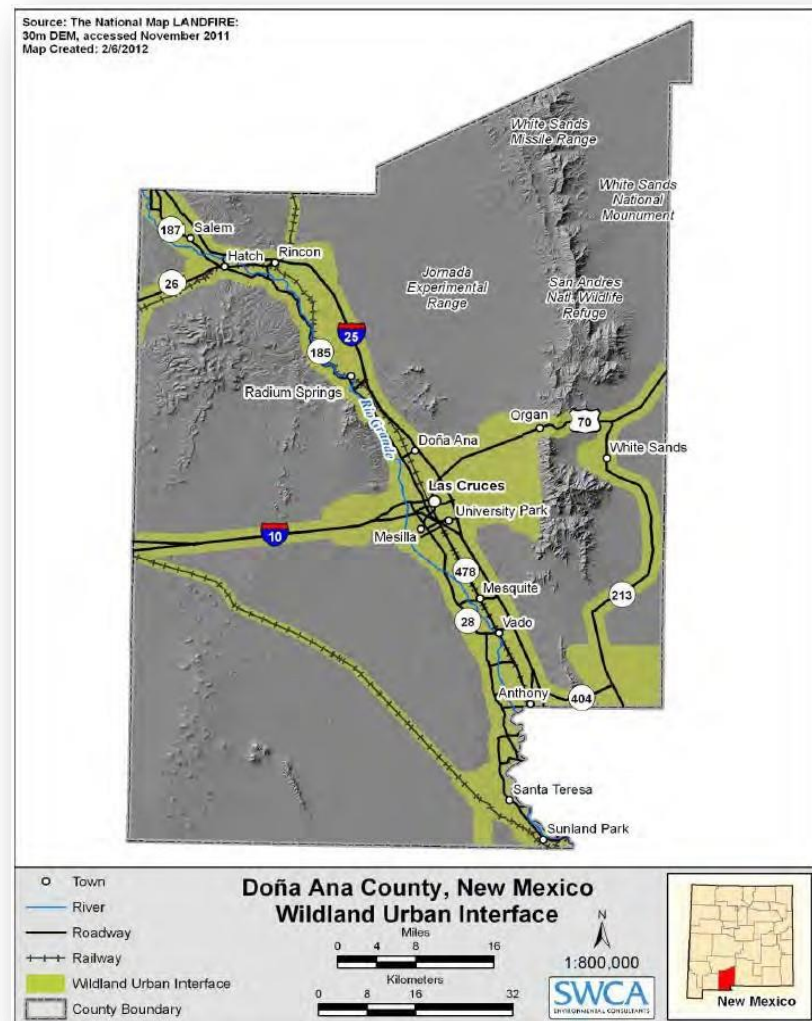 Source: The National Map LANDFIRE:
30m DEM, accessed November 2011
Map Created: 2/6/2012
White Sands
Missile Range
White Sands
National
Mounument
187
Salem
Hatch
Rincon
26
Jornada
Experimental
Range
San Andres
Natl. Wildlife
Refuge
25
185
Radium Springs
Rio Grande
Organ
70
Doña Ana
White Sands
Las Cruces
University Park
10
Mesilla
478
Mesquite
213
28
Vado
Anthony
404
Santa Teresa
Sunland Park
Town
River
Roadway
Railway
Wildland Urban Interface
County Boundary
Doña Ana County, New Mexico
Wildland Urban Interface
Miles
0 4 8 16
Kilometers
0 8 16 32
N
1:800,000
SWCA
ENVIRONMENTAL CONSULTANTS
New Mexico